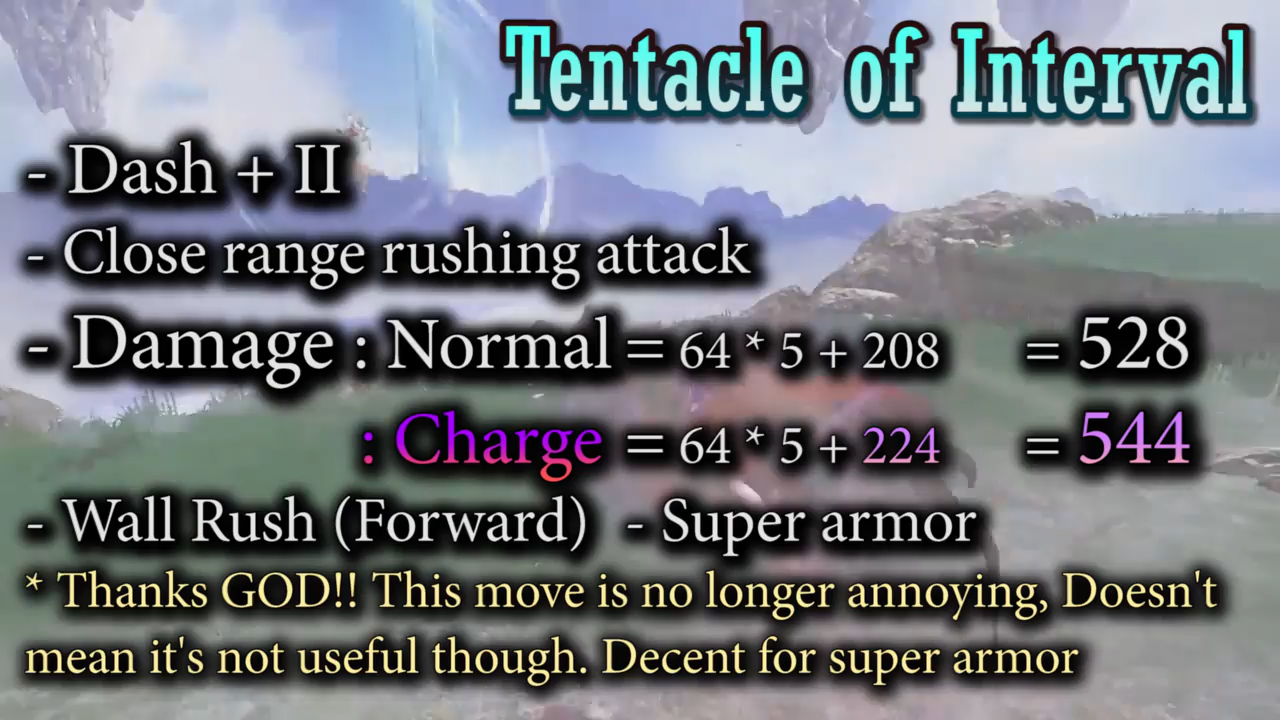 Tentacle of Interval
- Dash + II
- Close range rushing attack
- Damage : Normal = 64 * 5 + 208 = 528
: Charge = 64 * 5 + 224 = 544
- Wall Rush (Forward) - Super armor
* Thanks GOD!! This move is no longer annoying, Doesn't
mean it's not useful though. Decent for super armor